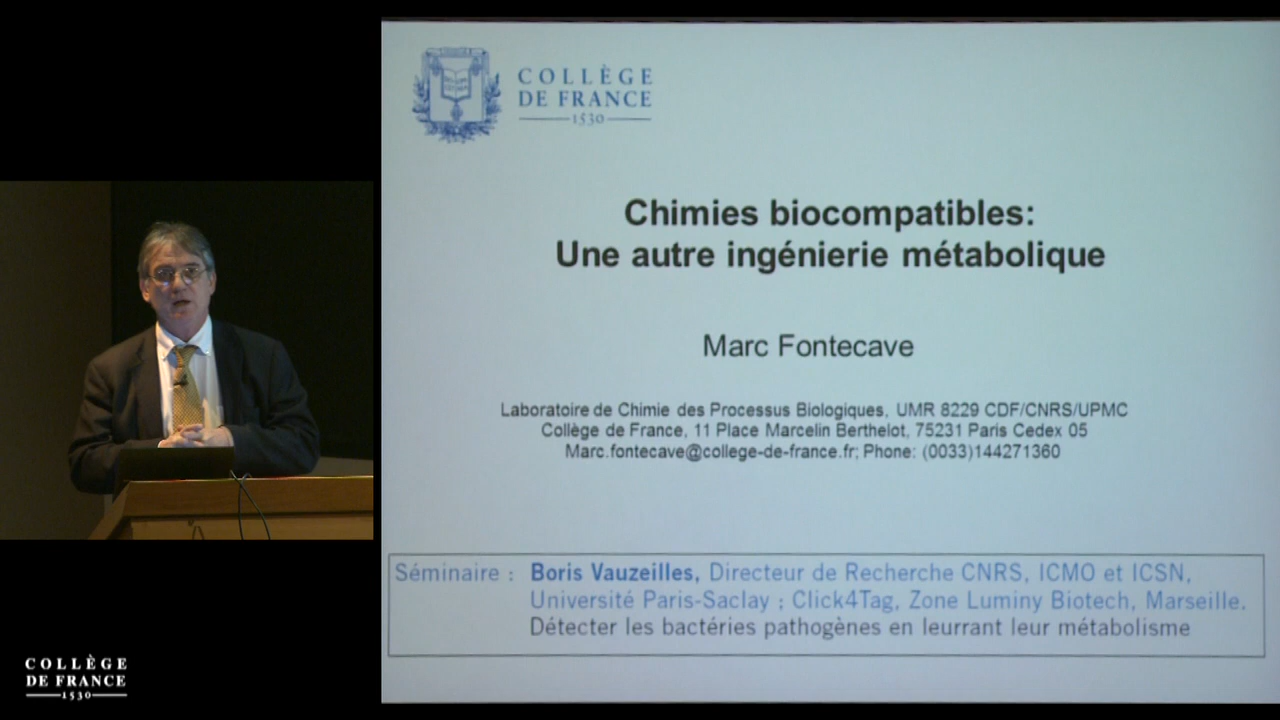 COLLÈGE
DE FRANCE
1530
Chimies biocompatibles:
Une autre ingénierie métabolique
Marc Fontecave
Laboratoire de Chimie des Processus Biologiques, UMR 8229 CDF/CNRS/UPMC
Collège de France, 11 Place Marcelin Berthelot, 75231 Paris Cedex 05
Marc.fontecave@college-de-france.fr; Phone: (0033)144271360
Séminaire : Boris Vauzeilles, Directeur de Recherche CNRS, ICMO et ICSN,
Université Paris-Saclay ; Click4Tag, Zone Luminy Biotech, Marseille.
Détecter les bactéries pathogènes en leurrant leur métabolisme
COLLÈGE
DE FRANCE
1530